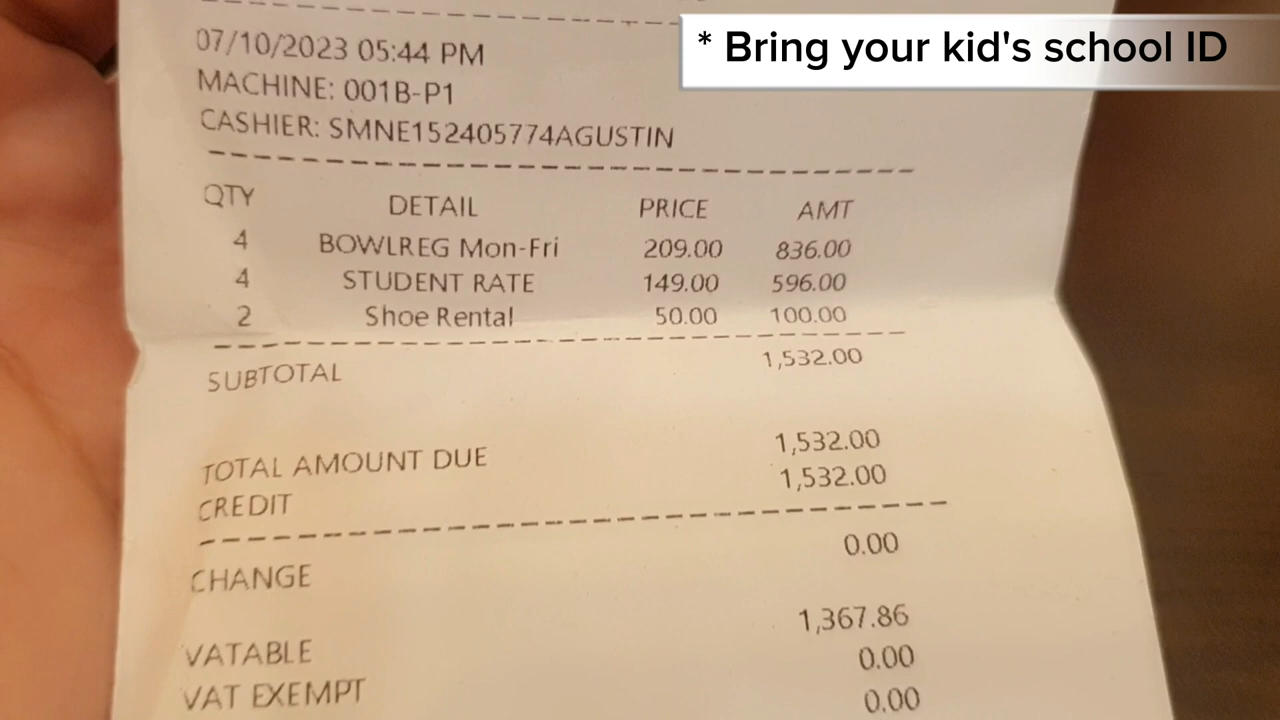 * Bring your kid's school ID
07/10/2023 05:44 PM
MACHINE: 001B-P1
CASHIER: SMNE152405774AGUSTIN
QTY DETAIL PRICE AMT
4 BOWLREG Mon-Fri 209.00 836.00
4 STUDENT RATE 149.00 596.00
2 Shoe Rental 50.00 100.00
SUBTOTAL 1,532.00
TOTAL AMOUNT DUE 1,532.00
CREDIT 1,532.00
CHANGE 0.00
VATABLE 1,367.86
VAT EXEMPT 0.00
0.00